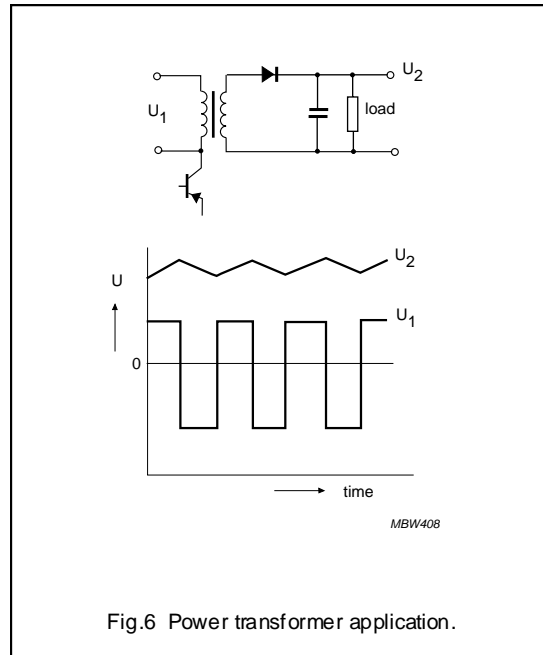 U2
U1
load
U
U2
U1
0
time
MBW408
Fig.6 Power transformer application.